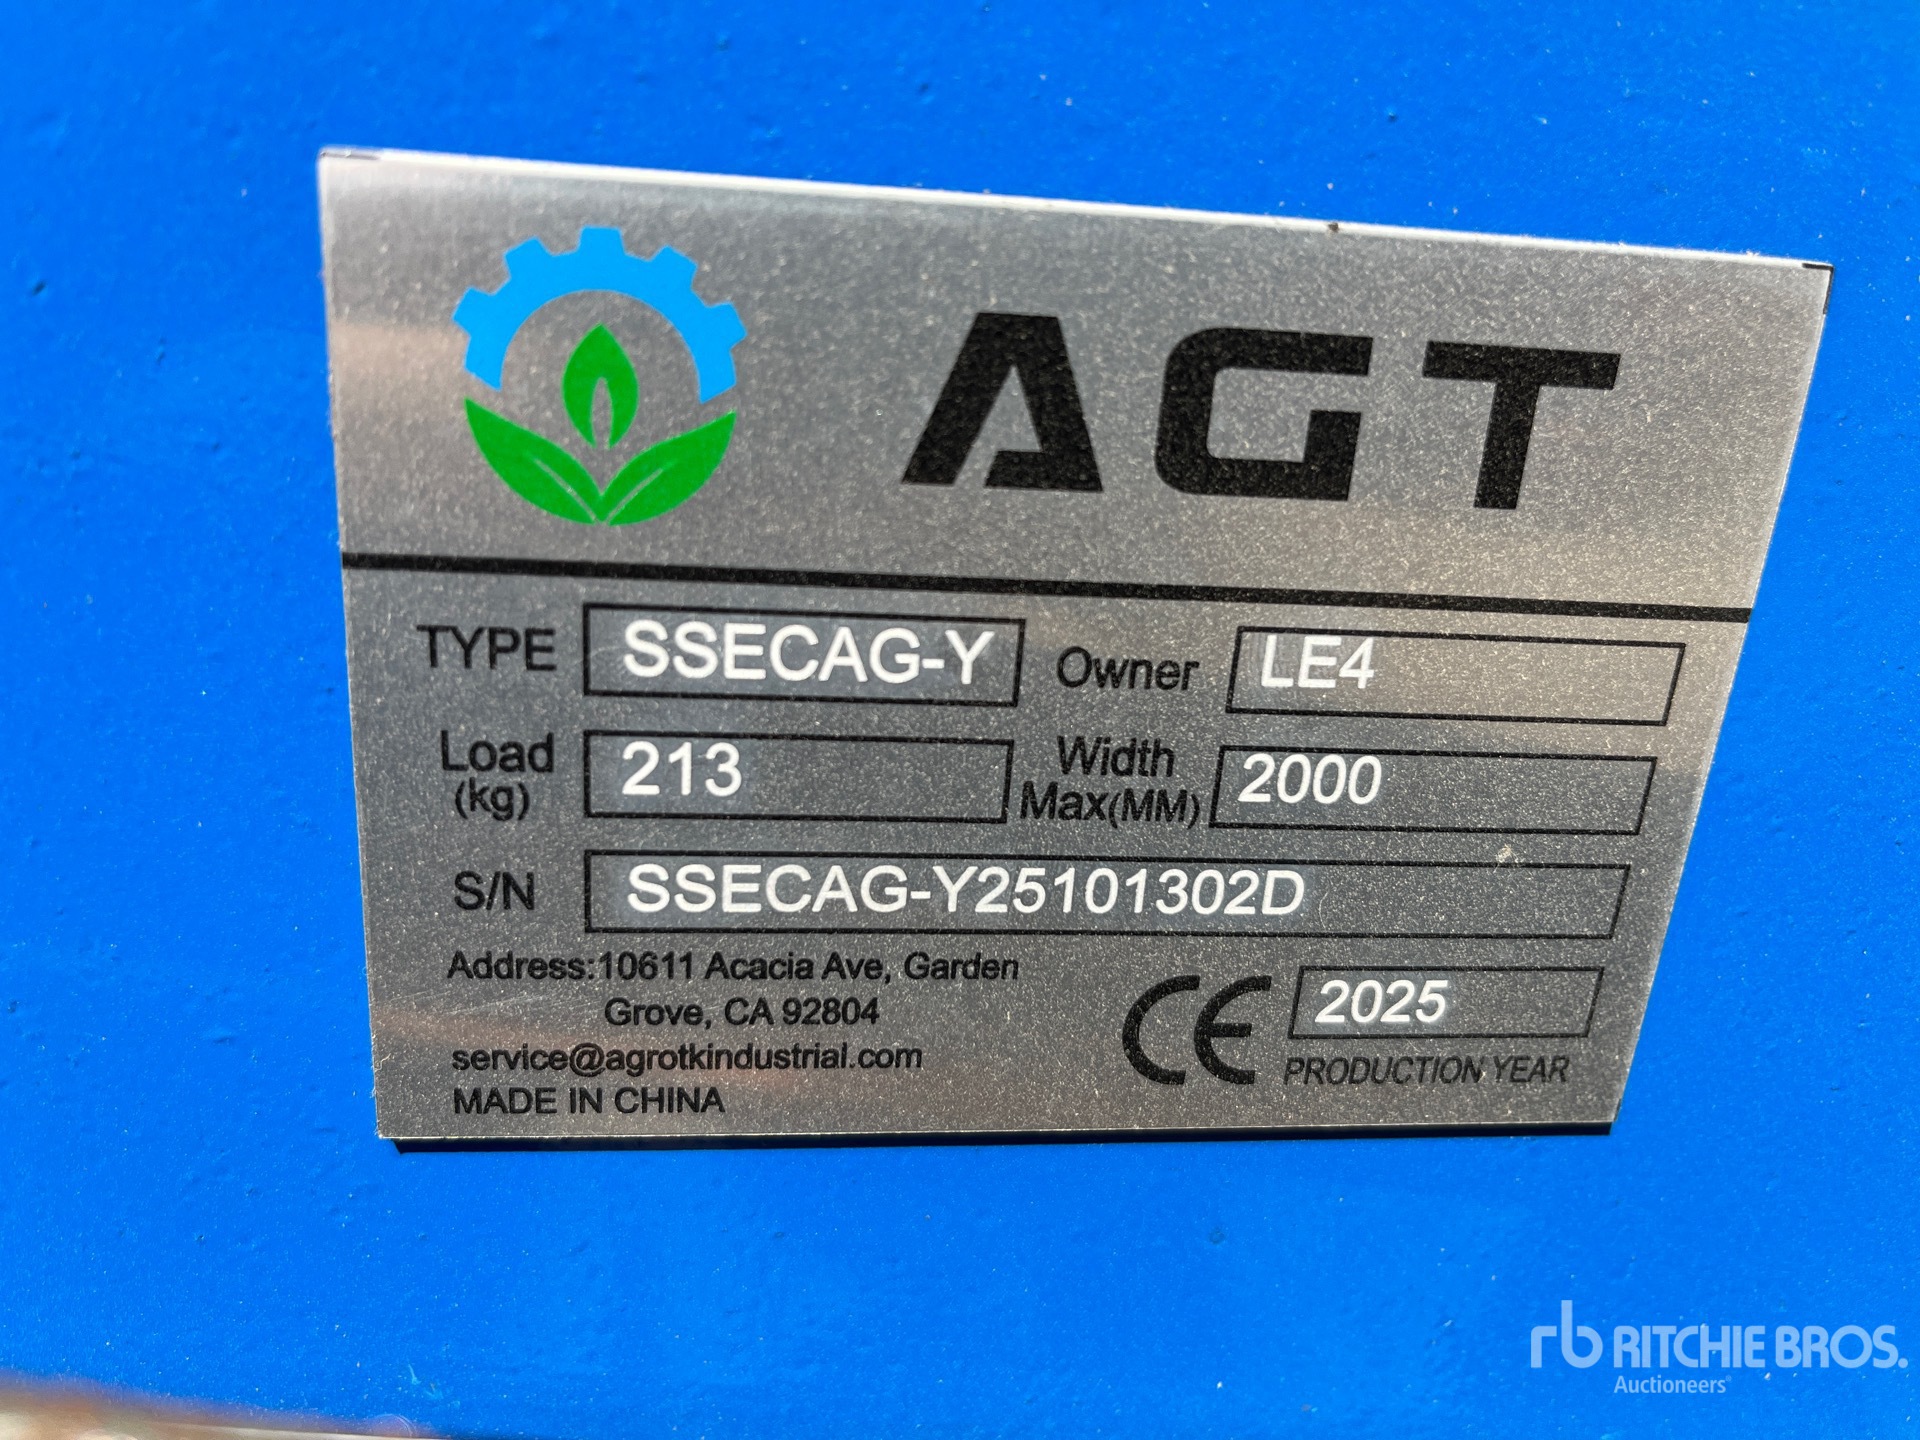 AGT
TYPE SSECAG-Y Owner LE4
Load (kg) 213 Width Max(MM) 2000
S/N SSECAG-Y25101302D
Address:10611 Acacia Ave, Garden
Grove, CA 92804
service@agrotkindustrial.com
MADE IN CHINA
CE 2025
PRODUCTION YEAR
rb RITCHIE BROS.
Auctioneers